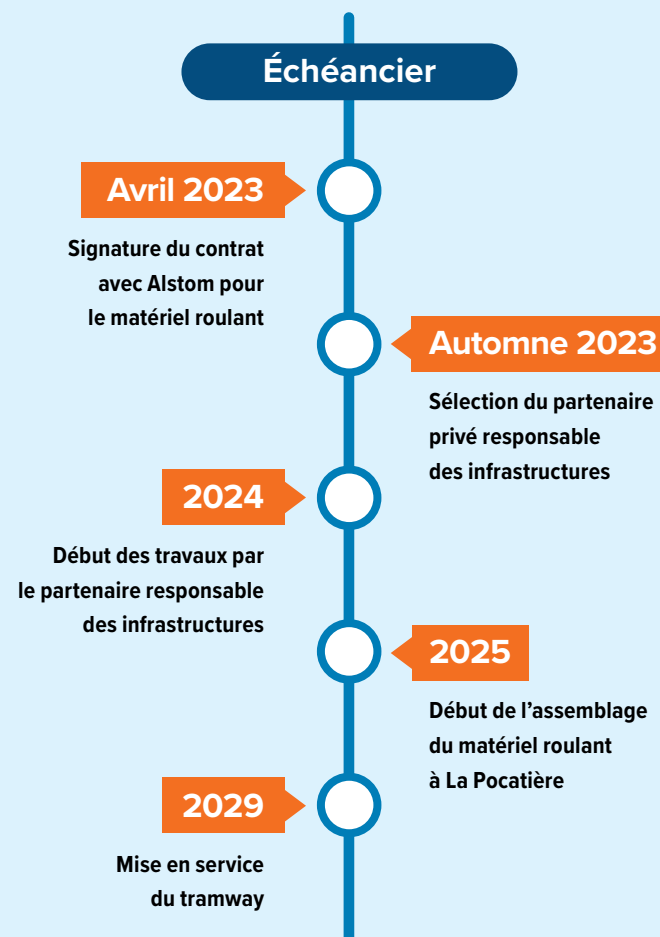 Échéancier
Avril 2023
Signature du contrat
avec Alstom pour
le matériel roulant
Automne 2023
Sélection du partenaire
privé responsable
des infrastructures
2024
Début des travaux par
le partenaire responsable
des infrastructures
2025
Début de l’assemblage
du matériel roulant
à La Pocatière
2029
Mise en service
du tramway